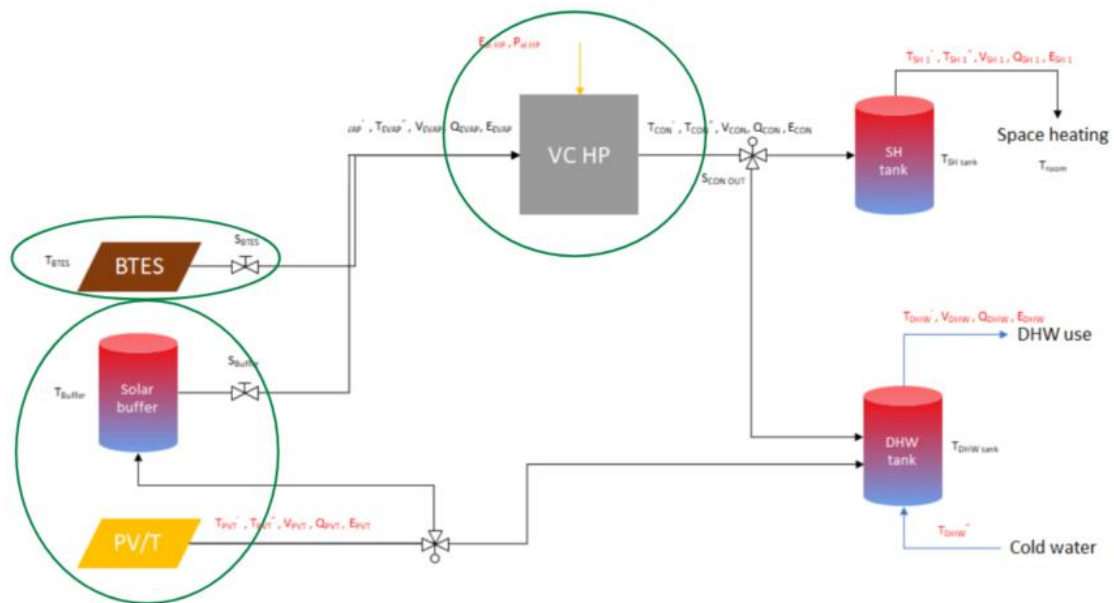 E_el HP, P_el HP
T_SH 1', T_SH 1'', V_SH 1, Q_SH 1, E_SH 1
T_EVAP'', V_EVAP, Q_EVAP, E_EVAP
VC HP
T_CON', T_CON'', V_CON, Q_CON, E_CON
S_CON OUT
SH
tank
T_SH tank
Space heating
T_room
T_BTES
BTES
S_BTES
T_Buffer
Solar
buffer
S_Buffer
T_DHW', V_DHW, Q_DHW, E_DHW
DHW use
DHW
tank
T_DHW tank
PV/T
T_PVT', T_PVT'', V_PVT, Q_PVT, E_PVT
T_DHW''
Cold water